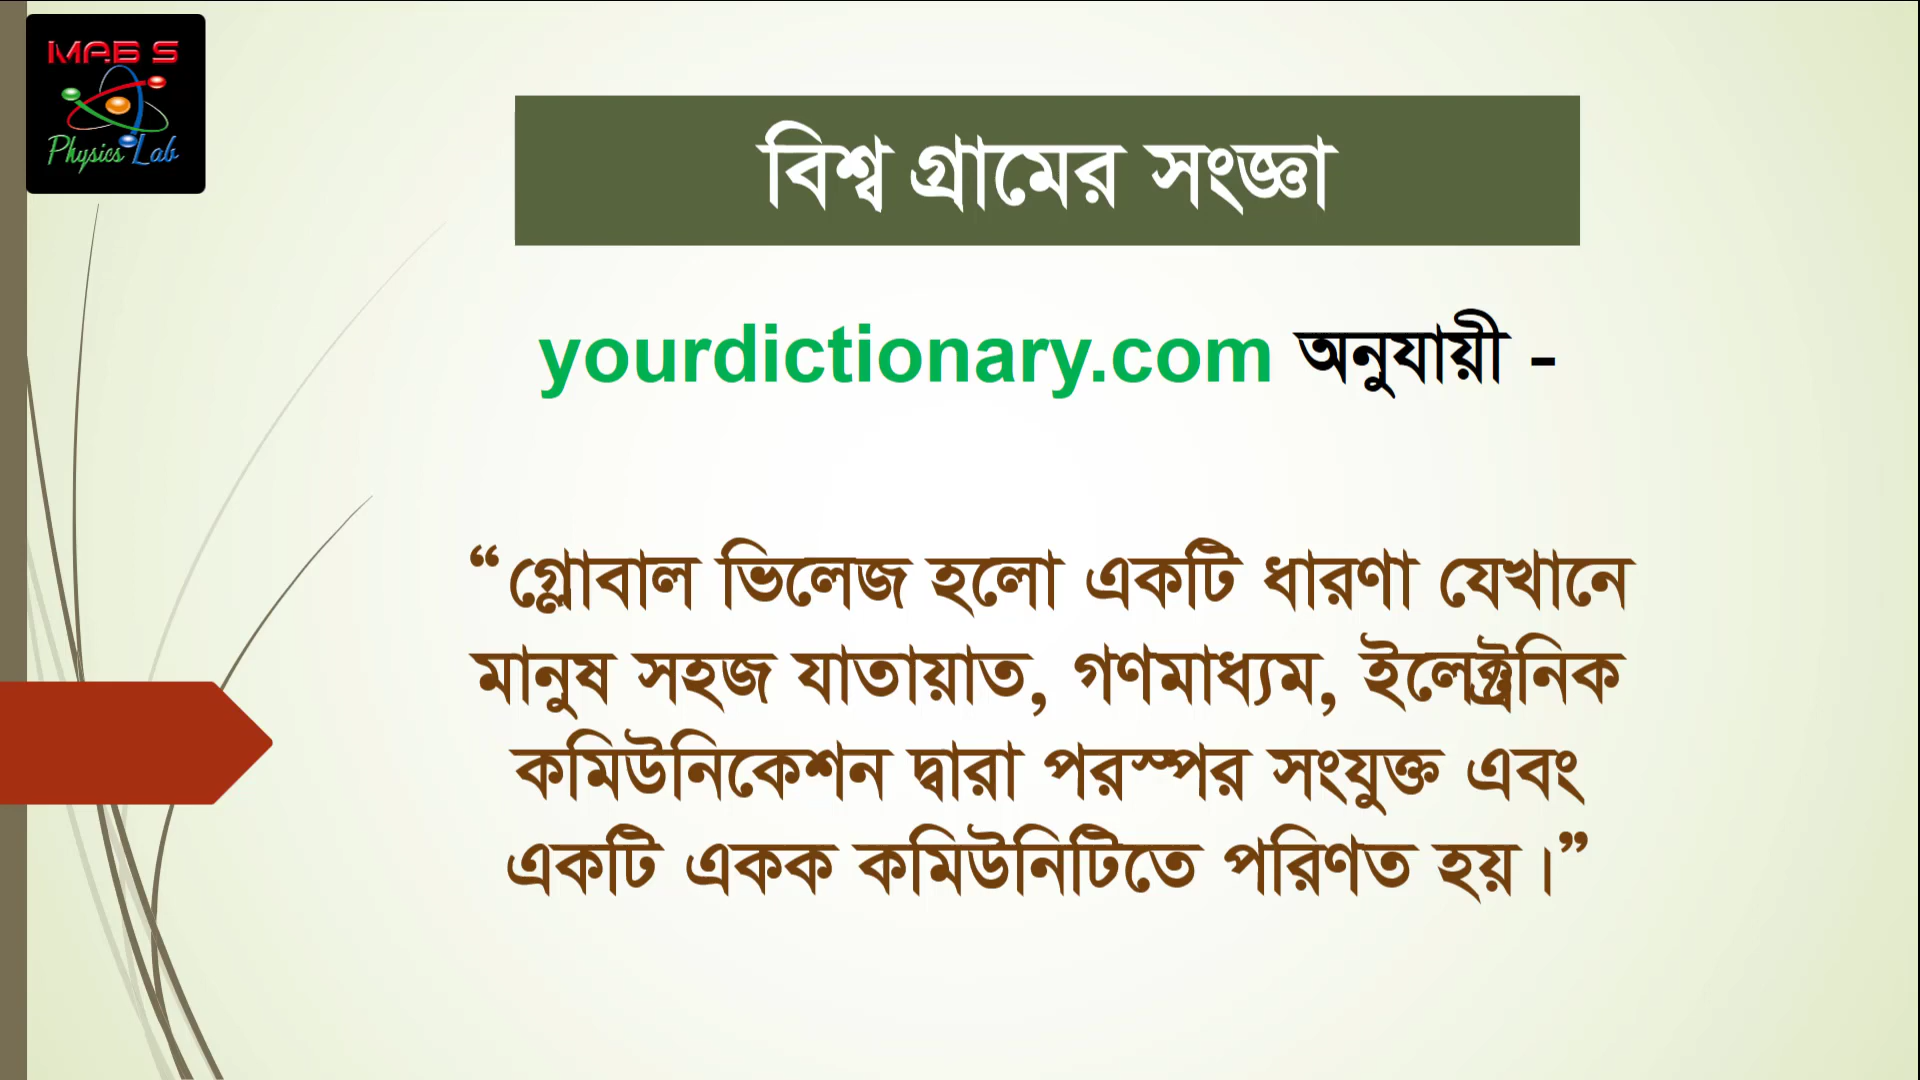 MAB S
Physics Lab
বিশ্ব গ্রামের সংজ্ঞা
yourdictionary.com অনুযায়ী -
“গ্লোবাল ভিলেজ হলো একটি ধারণা যেখানে
মানুষ সহজ যাতায়াত, গণমাধ্যম, ইলেক্ট্রনিক
কমিউনিকেশন দ্বারা পরস্পর সংযুক্ত এবং
একটি একক কমিউনিটিতে পরিণত হয়।”